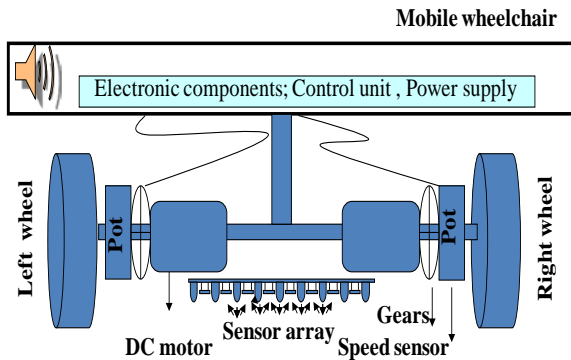 Mobile wheelchair
Electronic components; Control unit , Power supply
Left wheel
Pot
Pot
Right wheel
Sensor array
Gears
DC motor
Speed sensor